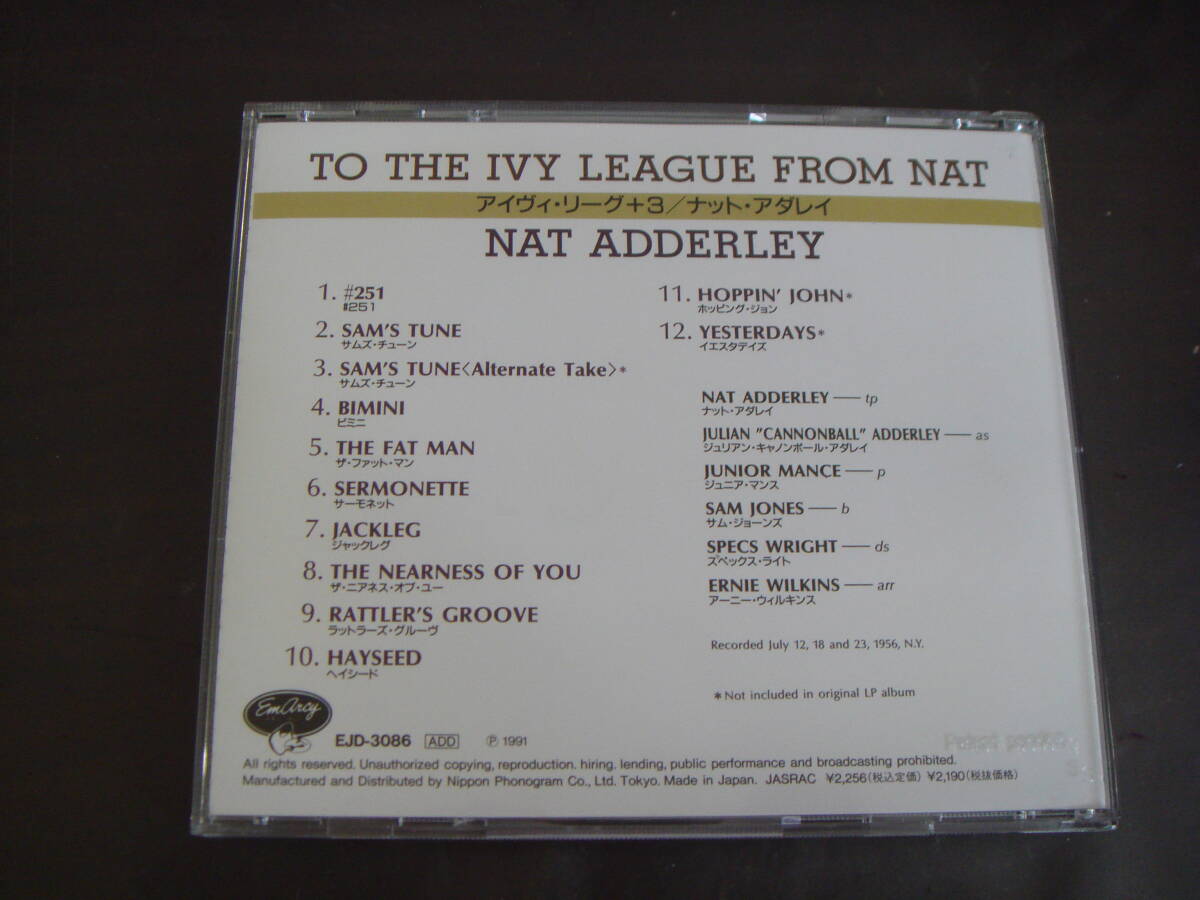 TO THE IVY LEAGUE FROM NAT
アイヴィ・リーグ+3/ナット・アダレイ
NAT ADDERLEY
1. #251
#251
2. SAM'S TUNE
サムズ・チューン
3. SAM'S TUNE〈Alternate Take〉*
サムズ・チューン
4. BIMINI
ビミニ
5. THE FAT MAN
ザ・ファット・マン
6. SERMONETTE
サーモネット
7. JACKLEG
ジャックレグ
8. THE NEARNESS OF YOU
ザ・ニアネス・オブ・ユー
9. RATTLER'S GROOVE
ラットラーズ・グルーヴ
10. HAYSEED
ヘイシード
11. HOPPIN' JOHN*
ホッピング・ジョン
12. YESTERDAYS*
イエスタデイズ
NAT ADDERLEY — tp
ナット・アダレイ
JULIAN "CANNONBALL" ADDERLEY — as
ジュリアン・キャノンボール・アダレイ
JUNIOR MANCE — p
ジュニア・マンス
SAM JONES — b
サム・ジョーンズ
SPECS WRIGHT — ds
スペックス・ライト
ERNIE WILKINS — arr
アーニー・ウィルキンス
Recorded July 12, 18 and 23, 1956, N.Y.
*Not included in original LP album
EmArcy
EJD-3086 ADD ℗ 1991
All rights reserved. Unauthorized copying, reproduction. hiring. lending, public performance and broadcasting prohibited.
Manufactured and Distributed by Nippon Phonogram Co., Ltd. Tokyo. Made in Japan. JASRAC ¥2,256(税込定価) ¥2,190(税抜価格)